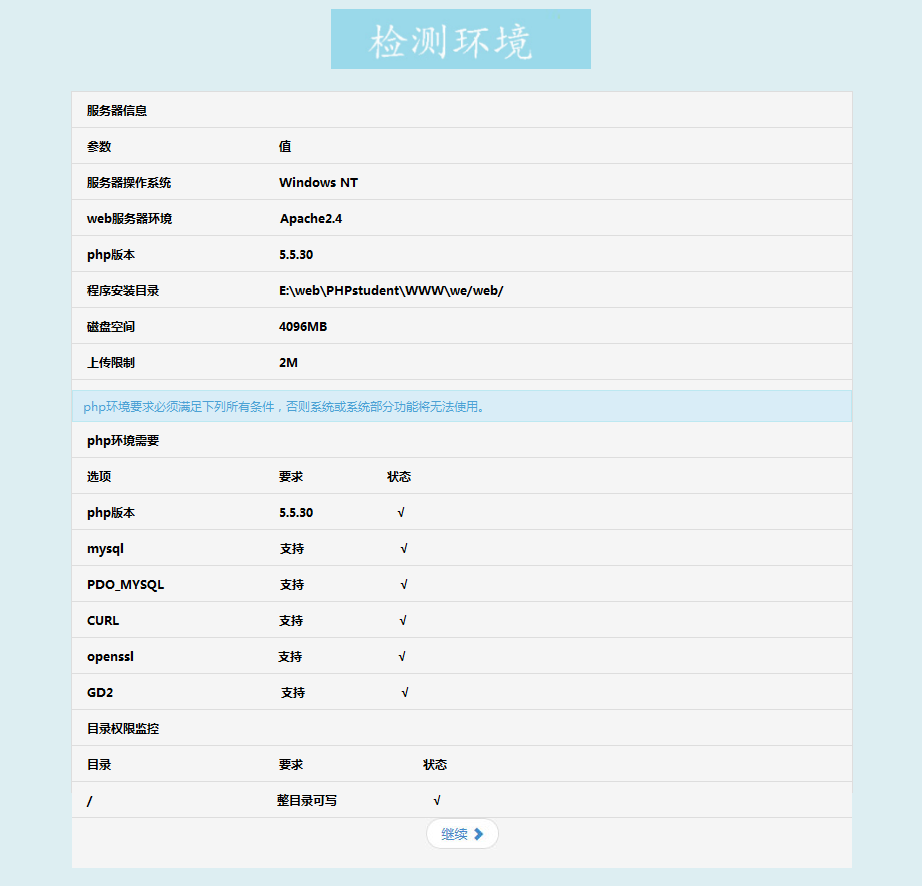 检测环境
服务器信息
参数 值
服务器操作系统 Windows NT
web服务器环境 Apache2.4
php版本 5.5.30
程序安装目录 E:\web\PHPstudent\WWW\we/web/
磁盘空间 4096MB
上传限制 2M
php环境要求必须满足下列所有条件，否则系统或系统部分功能将无法使用。
php环境需要
选项 要求 状态
php版本 5.5.30 √
mysql 支持 √
PDO_MYSQL 支持 √
CURL 支持 √
openssl 支持 √
GD2 支持 √
目录权限监控
目录 要求 状态
/ 整目录可写 √
继续